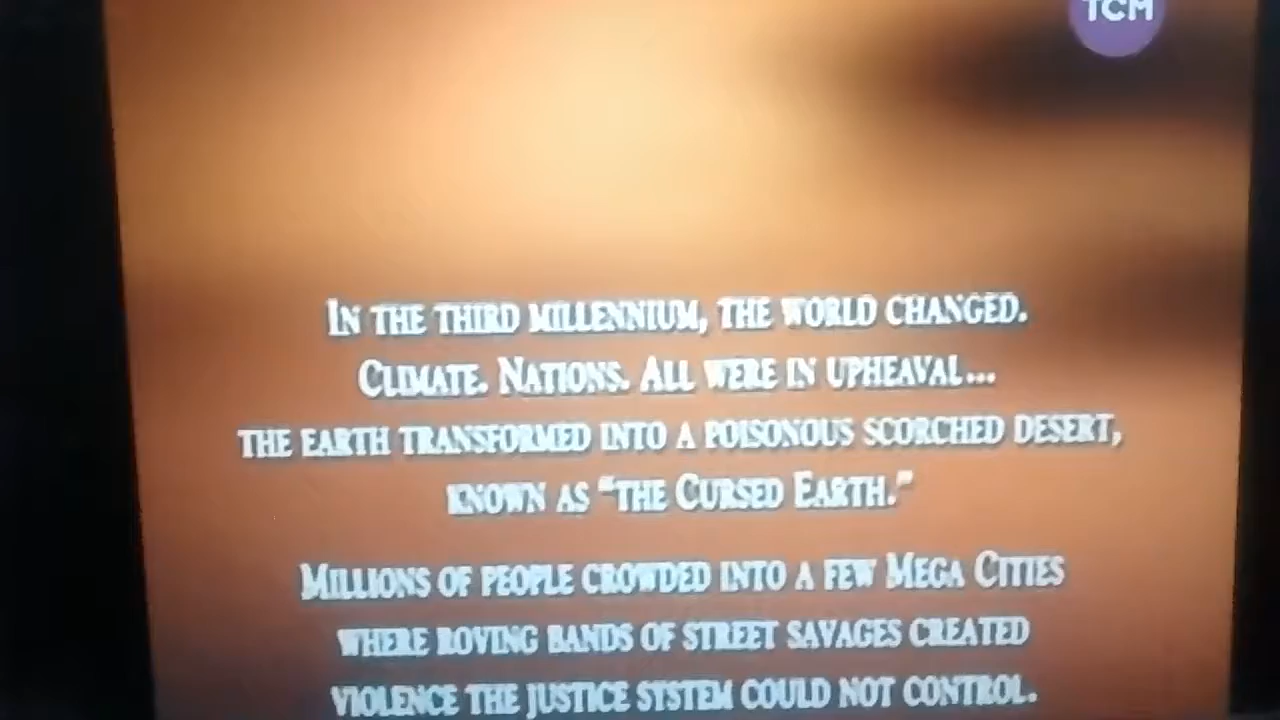 TCM
IN THE THIRD MILLENNIUM, THE WORLD CHANGED.
CLIMATE. NATIONS. ALL WERE IN UPHEAVAL...
THE EARTH TRANSFORMED INTO A POISONOUS SCORCHED DESERT,
KNOWN AS "THE CURSED EARTH."
MILLIONS OF PEOPLE CROWDED INTO A FEW MEGA CITIES
WHERE ROVING BANDS OF STREET SAVAGES CREATED
VIOLENCE THE JUSTICE SYSTEM COULD NOT CONTROL.